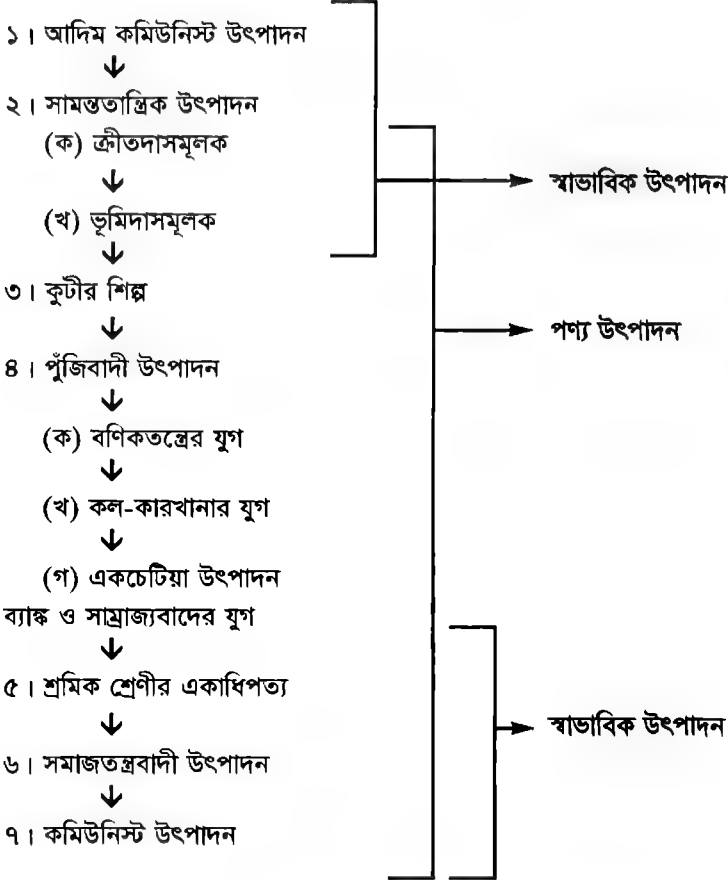 ১। আদিম কমিউনিস্ট উৎপাদন
২। সামন্ততান্ত্রিক উৎপাদন
(ক) ক্রীতদাসমূলক
স্বাভাবিক উৎপাদন
(খ) ভূমিদাসমূলক
৩। কুটীর শিল্প
পণ্য উৎপাদন
৪। পুঁজিবাদী উৎপাদন
(ক) বণিকতন্ত্রের যুগ
(খ) কল-কারখানার যুগ
(গ) একচেটিয়া উৎপাদন
ব্যাঙ্ক ও সাম্রাজ্যবাদের যুগ
৫। শ্রমিক শ্রেণীর একাধিপত্য
স্বাভাবিক উৎপাদন
৬। সমাজতন্ত্রবাদী উৎপাদন
৭। কমিউনিস্ট উৎপাদন